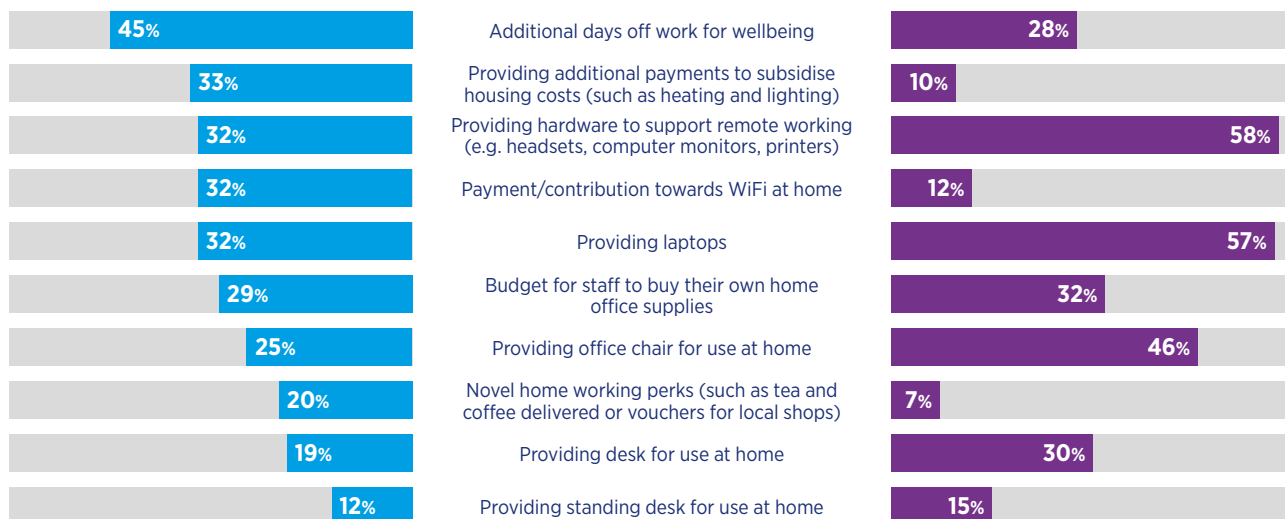 45% Additional days off work for wellbeing 28%
33% Providing additional payments to subsidise
housing costs (such as heating and lighting) 10%
32% Providing hardware to support remote working
(e.g. headsets, computer monitors, printers) 58%
32% Payment/contribution towards WiFi at home 12%
32% Providing laptops 57%
29% Budget for staff to buy their own home
office supplies 32%
25% Providing office chair for use at home 46%
20% Novel home working perks (such as tea and
coffee delivered or vouchers for local shops) 7%
19% Providing desk for use at home 30%
12% Providing standing desk for use at home 15%